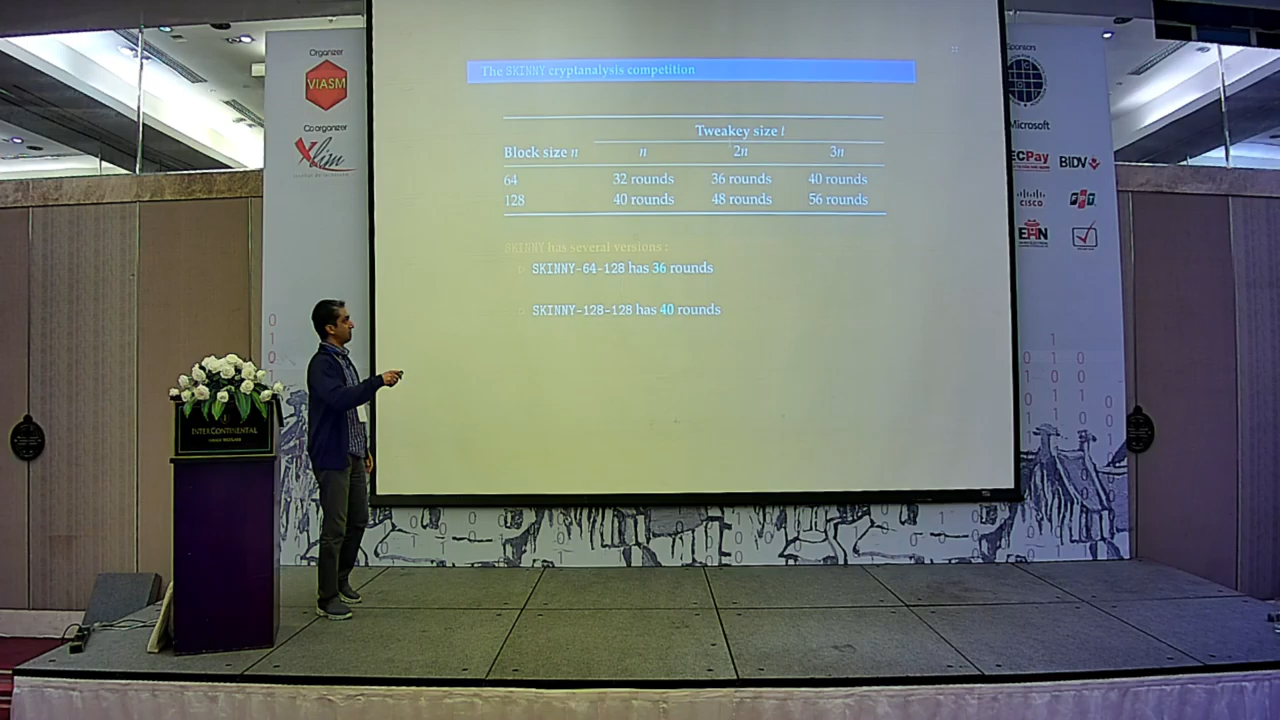 Organizer
VIASM
Co organizer
Xlim
The SKINNY cryptanalysis competition
Tweakey size l
Block size n n 2n 3n
64 32 rounds 36 rounds 40 rounds
128 40 rounds 48 rounds 56 rounds
SKINNY has several versions :
SKINNY-64-128 has 36 rounds
SKINNY-128-128 has 40 rounds
Sponsors
Microsoft
ECPay
BIDV
CISCO
FPT
INTERCONTINENTAL